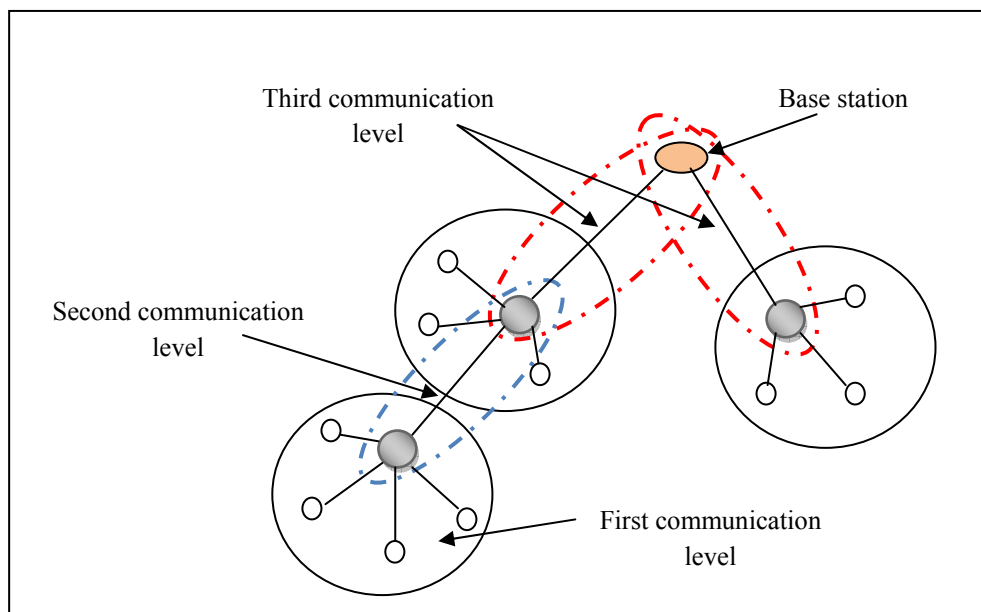 Third communication
level
Base station
Second communication
level
First communication
level